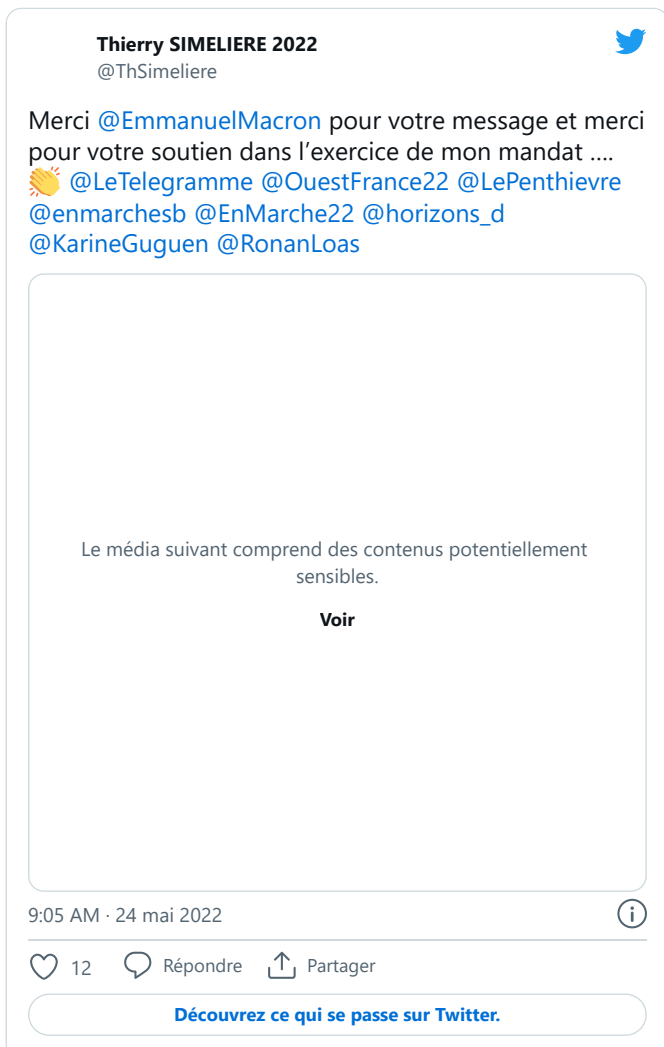 Thierry SIMELIERE 2022
@ThSimeliere
Merci @EmmanuelMacron pour votre message et merci
pour votre soutien dans l’exercice de mon mandat ....
👏 @LeTelegramme @OuestFrance22 @LePenthievre
@enmarchesb @EnMarche22 @horizons_d
@KarineGuguen @RonanLoas
Le média suivant comprend des contenus potentiellement
sensibles.
Voir
9:05 AM · 24 mai 2022
12 Répondre Partager
Découvrez ce qui se passe sur Twitter.